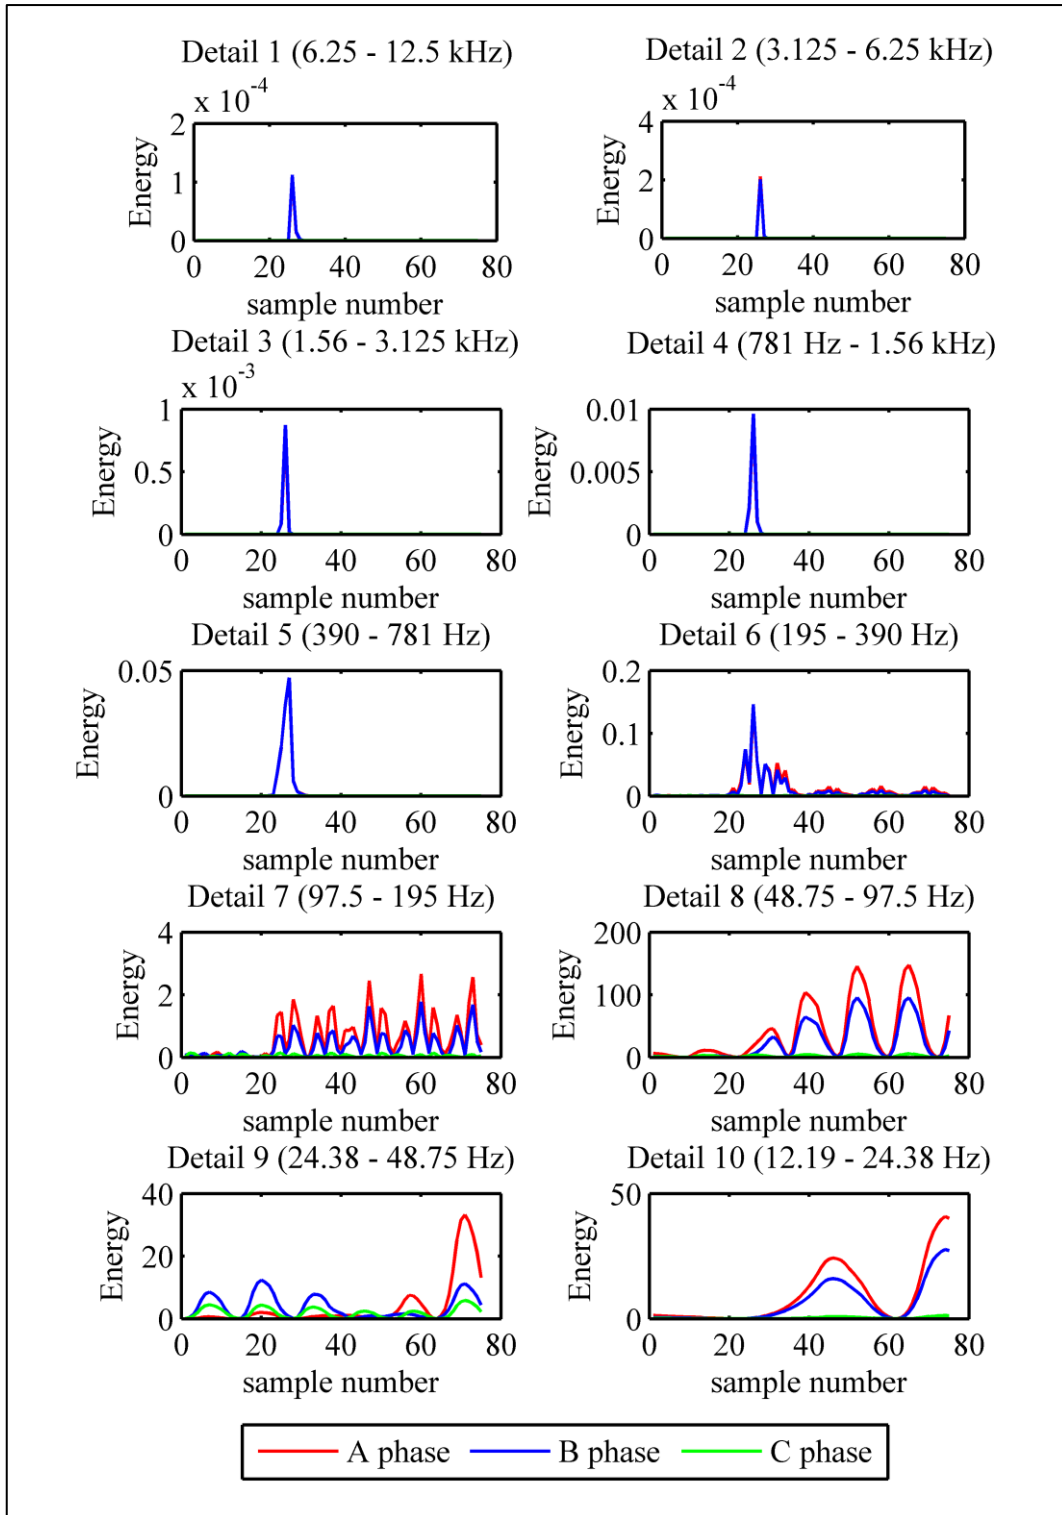 Detail 1 (6.25 - 12.5 kHz)
x 10-4
2
1
0
Energy
0 20 40 60 80
sample number
Detail 2 (3.125 - 6.25 kHz)
x 10-4
4
2
0
Energy
0 20 40 60 80
sample number
Detail 3 (1.56 - 3.125 kHz)
x 10-3
1
0.5
0
Energy
0 20 40 60 80
sample number
Detail 4 (781 Hz - 1.56 kHz)
0.01
0.005
0
Energy
0 20 40 60 80
sample number
Detail 5 (390 - 781 Hz)
0.05
0
Energy
0 20 40 60 80
sample number
Detail 6 (195 - 390 Hz)
0.2
0.1
0
Energy
0 20 40 60 80
sample number
Detail 7 (97.5 - 195 Hz)
4
2
0
Energy
0 20 40 60 80
sample number
Detail 8 (48.75 - 97.5 Hz)
200
100
0
Energy
0 20 40 60 80
sample number
Detail 9 (24.38 - 48.75 Hz)
40
20
0
Energy
0 20 40 60 80
sample number
Detail 10 (12.19 - 24.38 Hz)
50
0
Energy
0 20 40 60 80
sample number
A phase B phase C phase